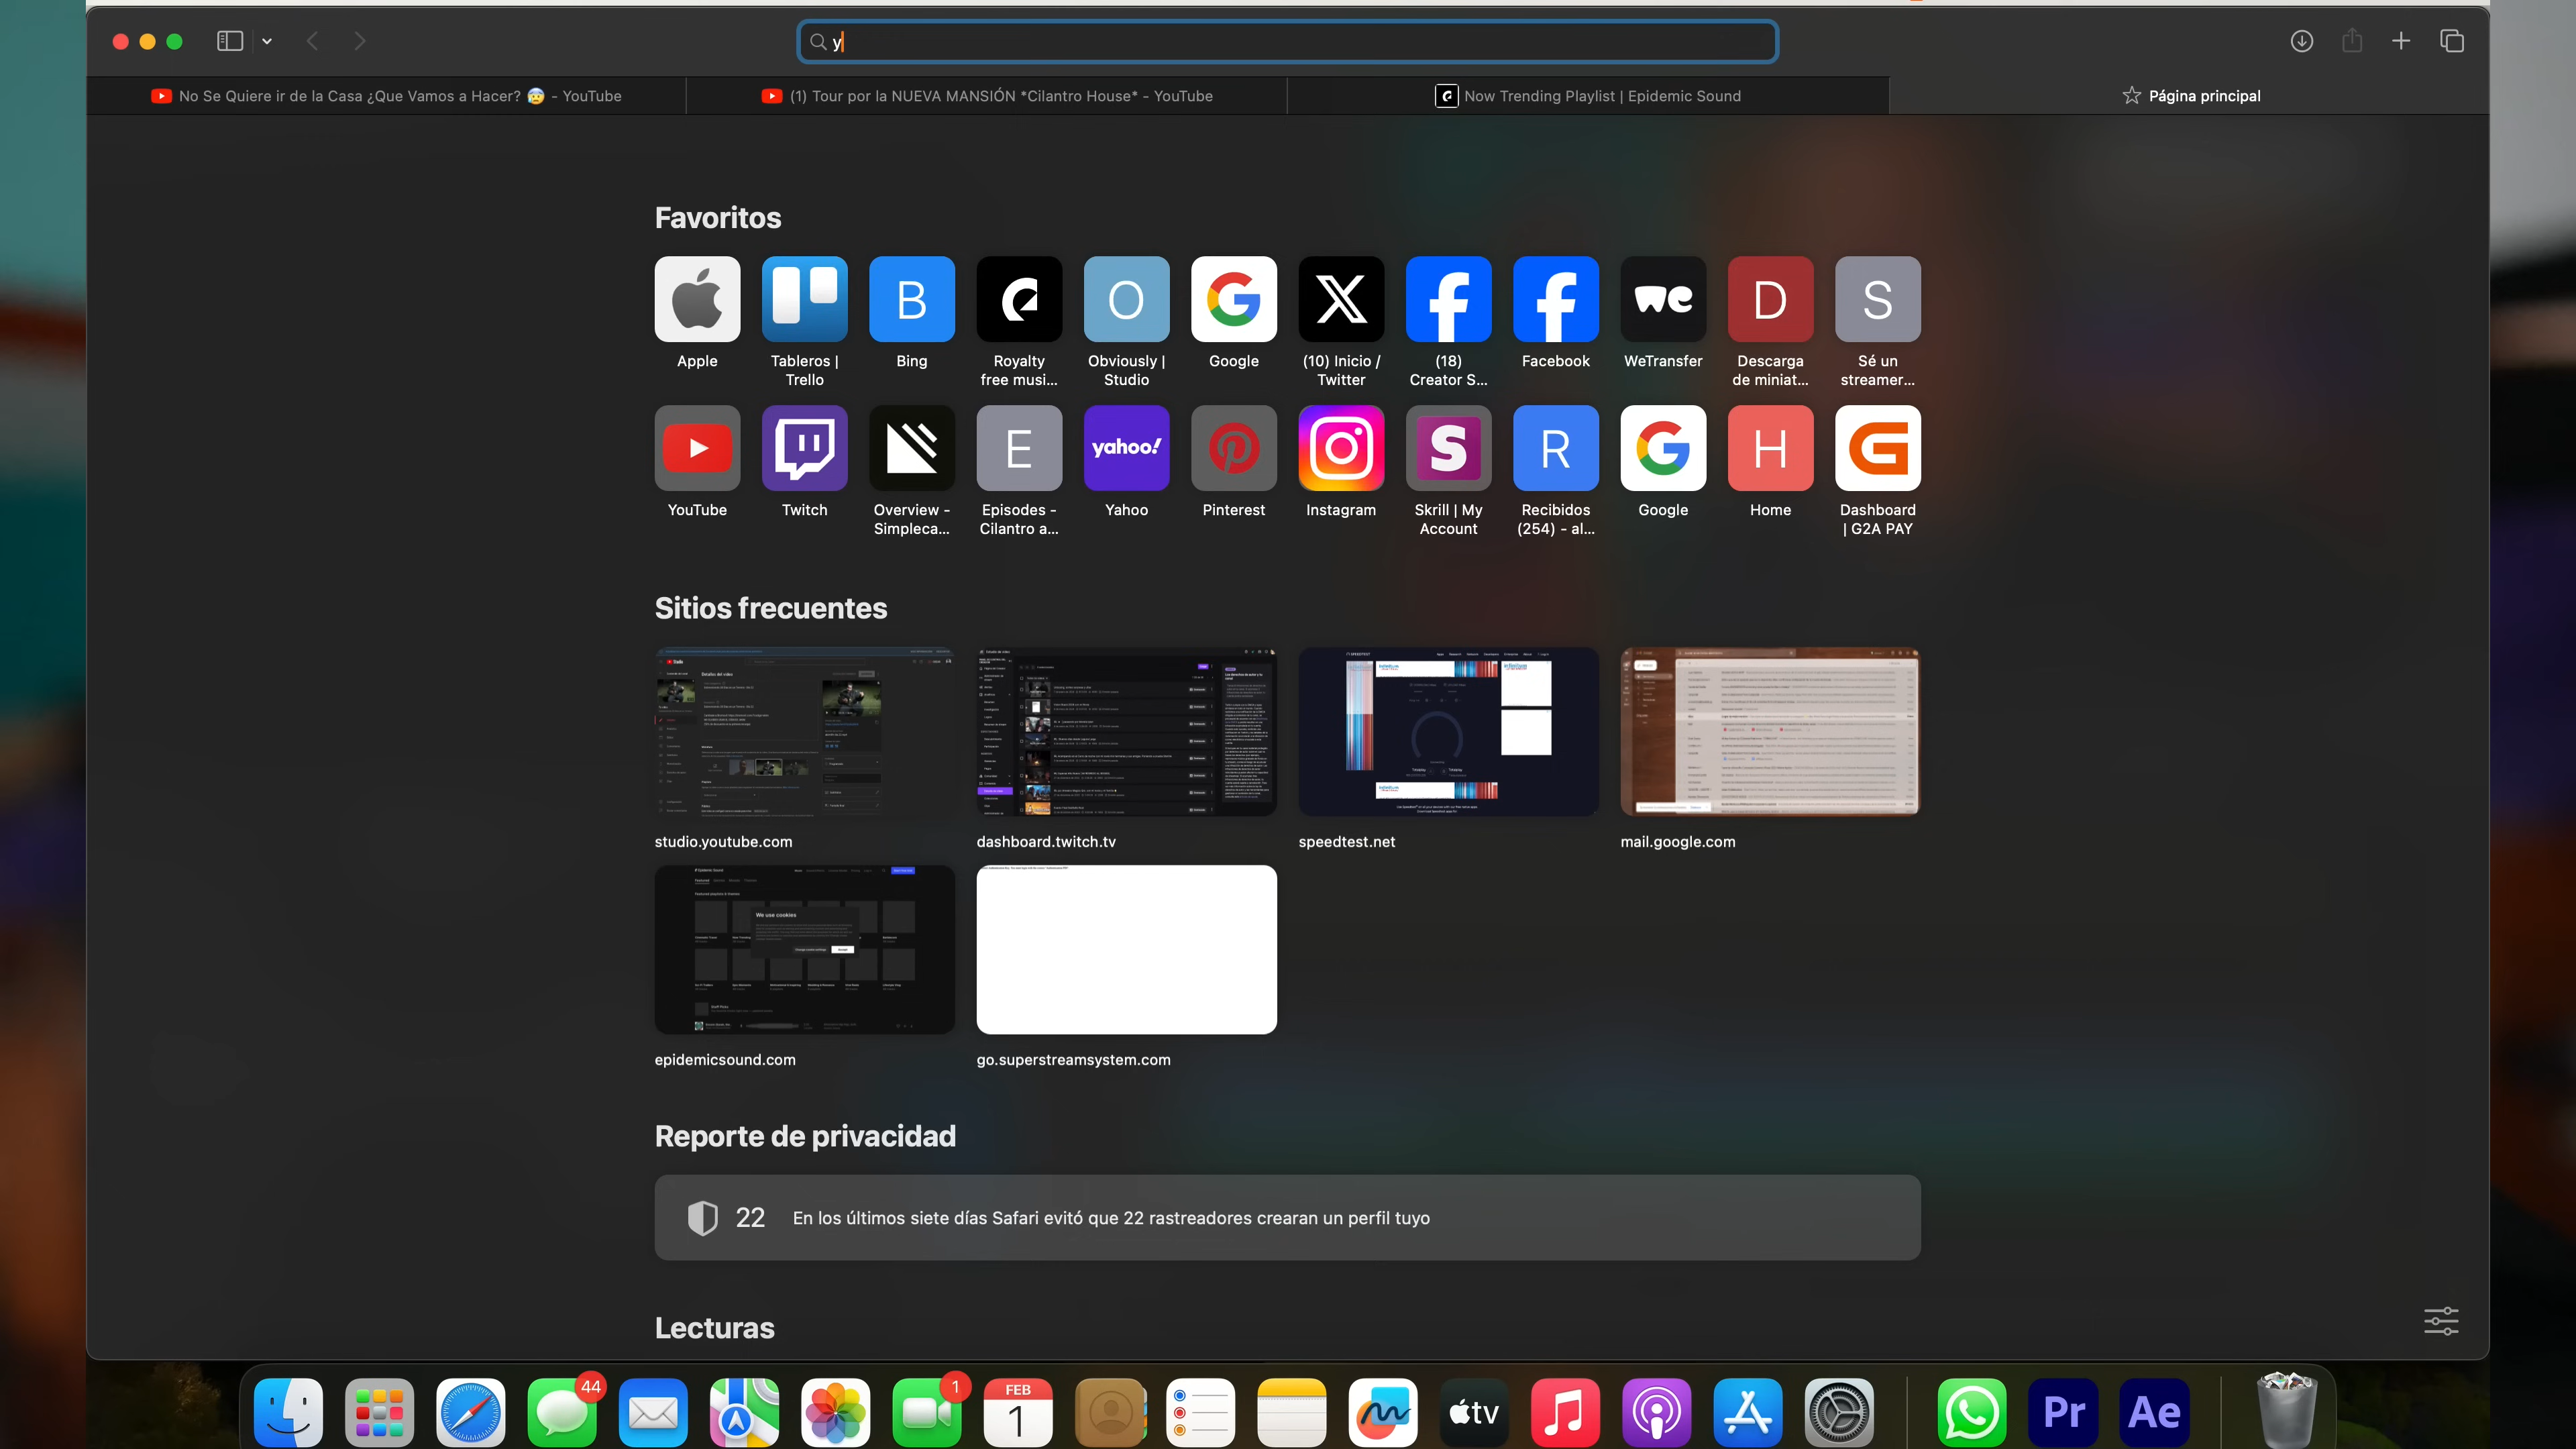 y
No Se Quiere ir de la Casa ¿Que Vamos a Hacer? 😰 - YouTube
(1) Tour por la NUEVA MANSIÓN *Cilantro House* - YouTube
Now Trending Playlist | Epidemic Sound
Página principal
Favoritos
Apple
Tableros |
Trello
B
Bing
Royalty
free musi...
O
Obviously |
Studio
Google
(10) Inicio /
Twitter
(18)
Creator S...
Facebook
we
WeTransfer
D
Descarga
de miniat...
S
Sé un
streamer...
YouTube
Twitch
Overview -
Simpleca...
E
Episodes -
Cilantro a...
yahoo!
Yahoo
Pinterest
Instagram
S
Skrill | My
Account
R
Recibidos
(254) - al...
Google
H
Home
G
Dashboard
| G2A PAY
Sitios frecuentes
studio.youtube.com
dashboard.twitch.tv
speedtest.net
mail.google.com
We use cookies
epidemicsound.com
go.superstreamsystem.com
Reporte de privacidad
22 En los últimos siete días Safari evitó que 22 rastreadores crearan un perfil tuyo
Lecturas
44
1
FEB
1
tv
Pr
Ae